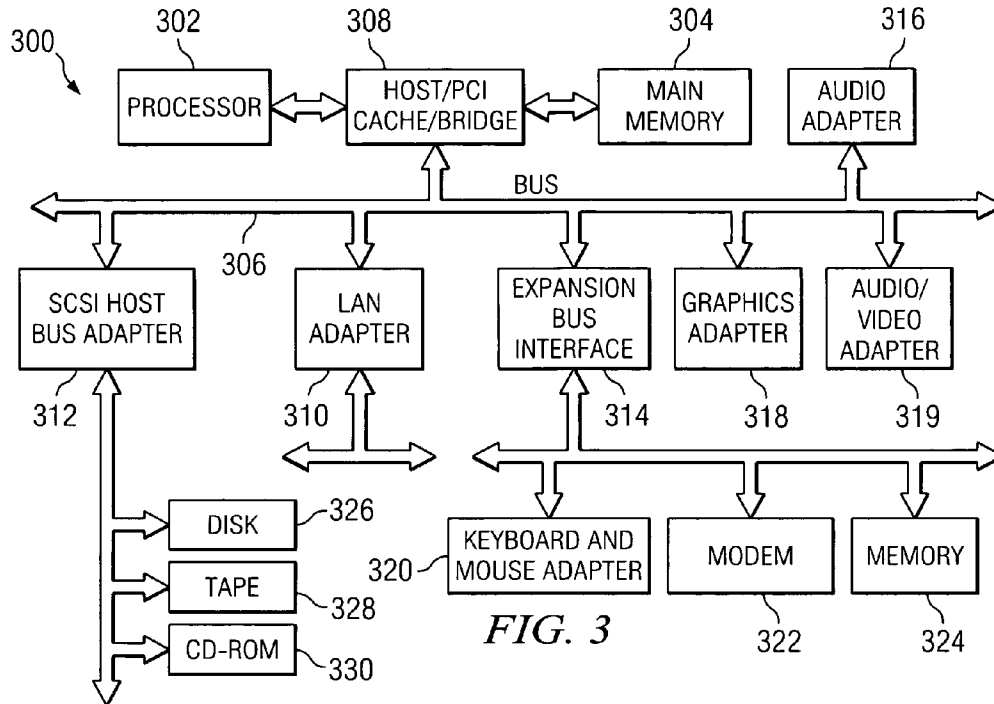 302
308
304
316
300
PROCESSOR
HOST/PCI
CACHE/BRIDGE
MAIN
MEMORY
AUDIO
ADAPTER
BUS
306
SCSI HOST
BUS ADAPTER
LAN
ADAPTER
EXPANSION
BUS
INTERFACE
GRAPHICS
ADAPTER
AUDIO/
VIDEO
ADAPTER
312
310
314
318
319
DISK
326
TAPE
328
CD-ROM
330
320
KEYBOARD AND
MOUSE ADAPTER
MODEM
MEMORY
322
324
FIG. 3